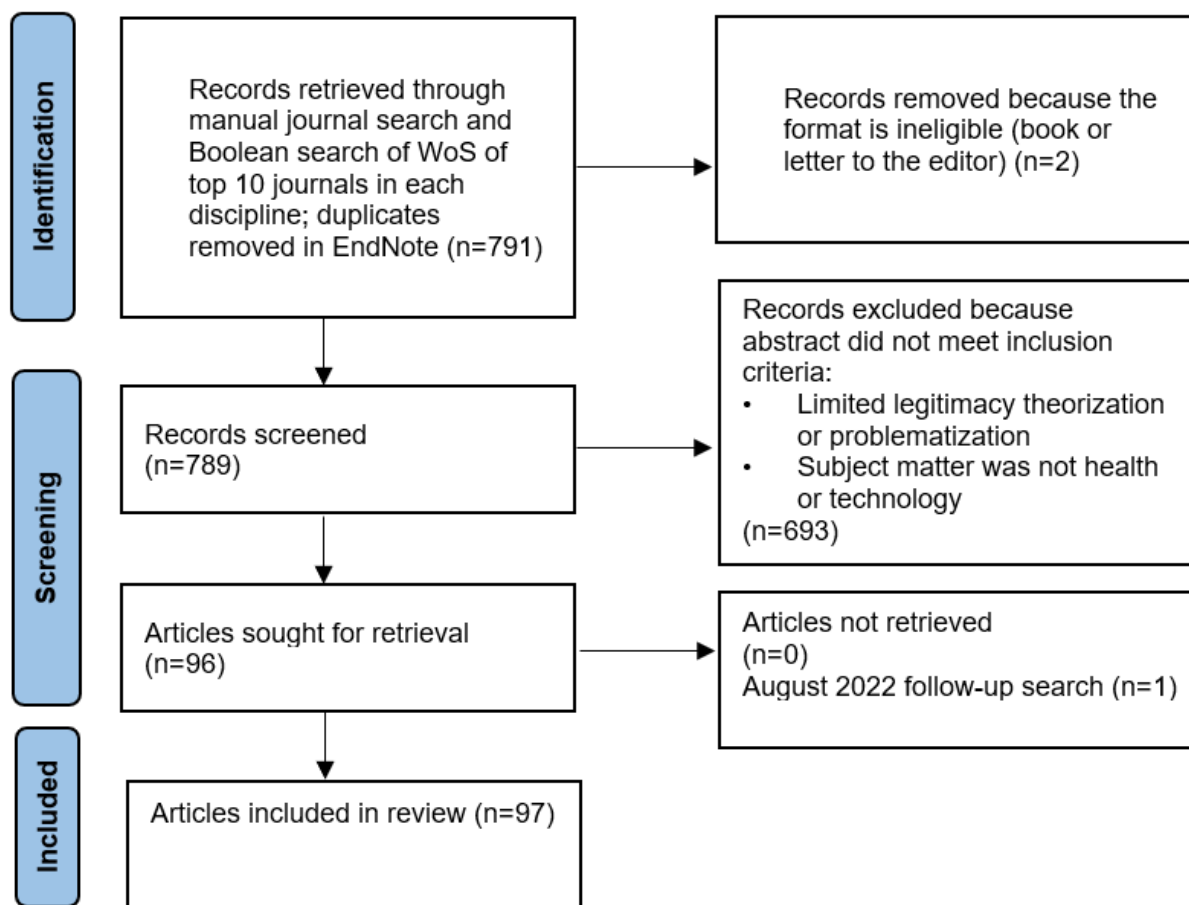 Identification
Records retrieved through
manual journal search and
Boolean search of WoS of
top 10 journals in each
discipline; duplicates
removed in EndNote (n=791)
Records removed because the
format is ineligible (book or
letter to the editor) (n=2)
Screening
Records screened
(n=789)
Records excluded because
abstract did not meet inclusion
criteria:
• Limited legitimacy theorization
or problematization
• Subject matter was not health
or technology
(n=693)
Articles sought for retrieval
(n=96)
Articles not retrieved
(n=0)
August 2022 follow-up search (n=1)
Included
Articles included in review (n=97)